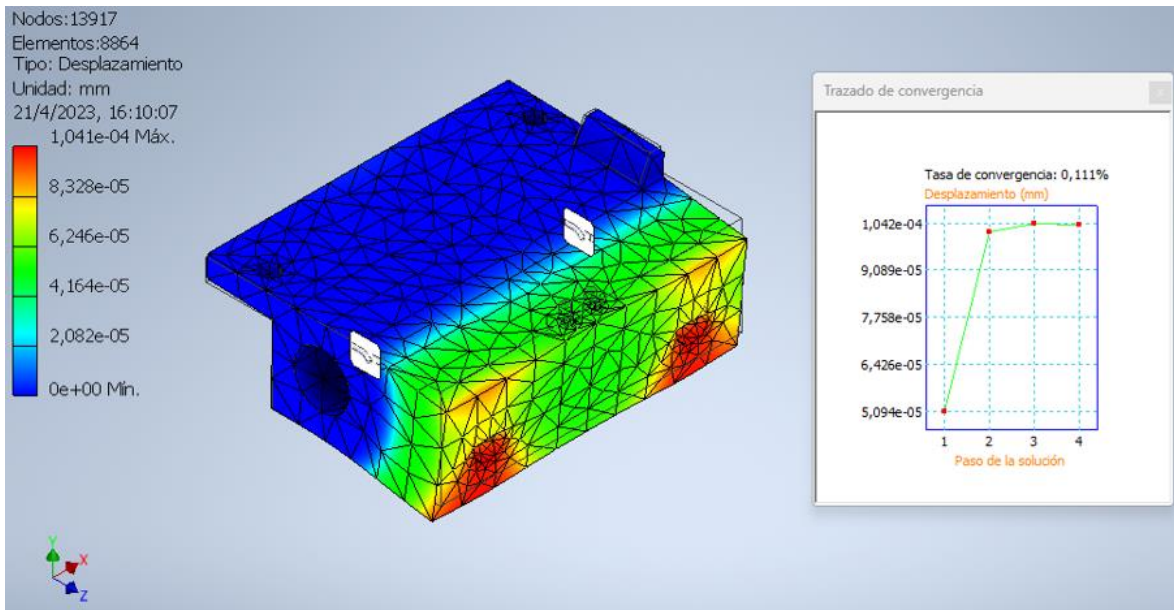 Nodos:13917
Elementos:8864
Tipo: Desplazamiento
Unidad: mm
21/4/2023, 16:10:07
1,041e-04 Máx.
8,328e-05
6,246e-05
4,164e-05
2,082e-05
0e+00 Mín.
Y
X
Z
Trazado de convergencia
x
Tasa de convergencia: 0,111%
Desplazamiento (mm)
1,042e-04
9,089e-05
7,758e-05
6,426e-05
5,094e-05
1 2 3 4
Paso de la solución